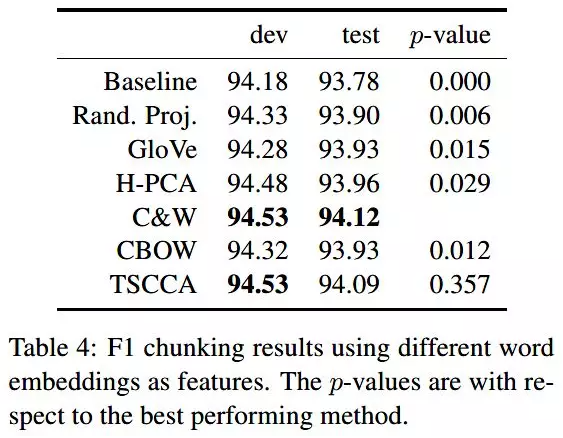 dev test p-value
Baseline 94.18 93.78 0.000
Rand. Proj. 94.33 93.90 0.006
GloVe 94.28 93.93 0.015
H-PCA 94.48 93.96 0.029
C&W 94.53 94.12
CBOW 94.32 93.93 0.012
TSCCA 94.53 94.09 0.357
Table 4: F1 chunking results using different word
embeddings as features. The p-values are with re-
spect to the best performing method.